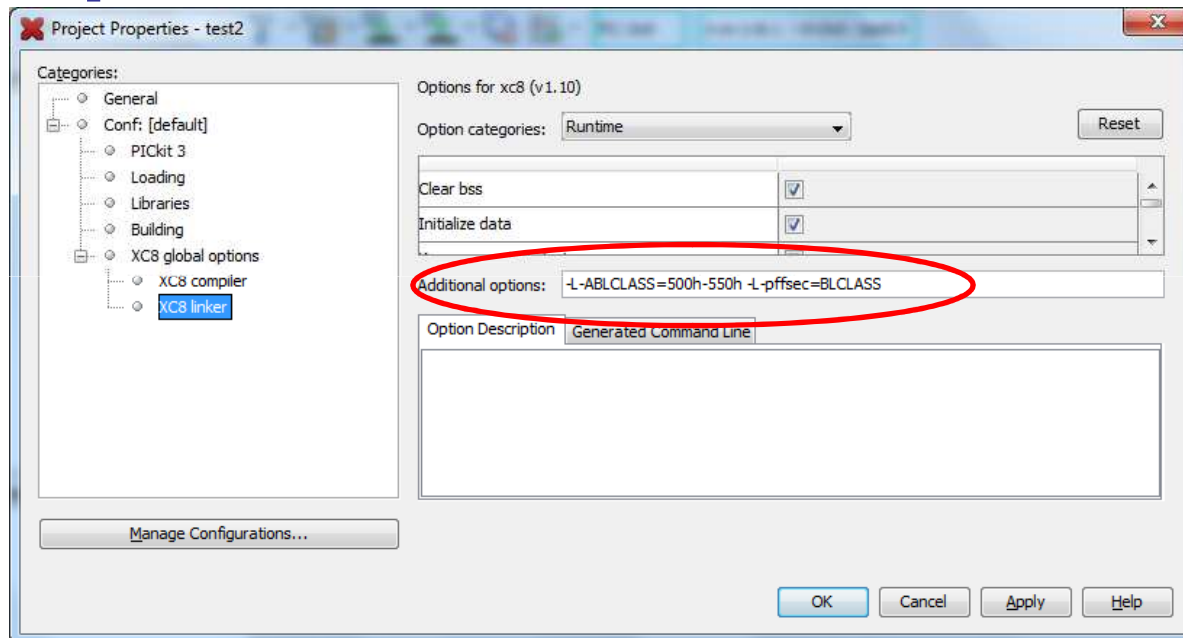 Project Properties - test2
Categories:
General
Conf: [default]
PICkit 3
Loading
Libraries
Building
XC8 global options
XC8 compiler
XC8 linker
Manage Configurations...
Options for xc8 (v1.10)
Option categories: Runtime Reset
Clear bss
Initialize data
Additional options: -L-ABLCLASS=500h-550h -L-pffsec=BLCLASS
Option Description Generated Command Line
OK Cancel Apply Help